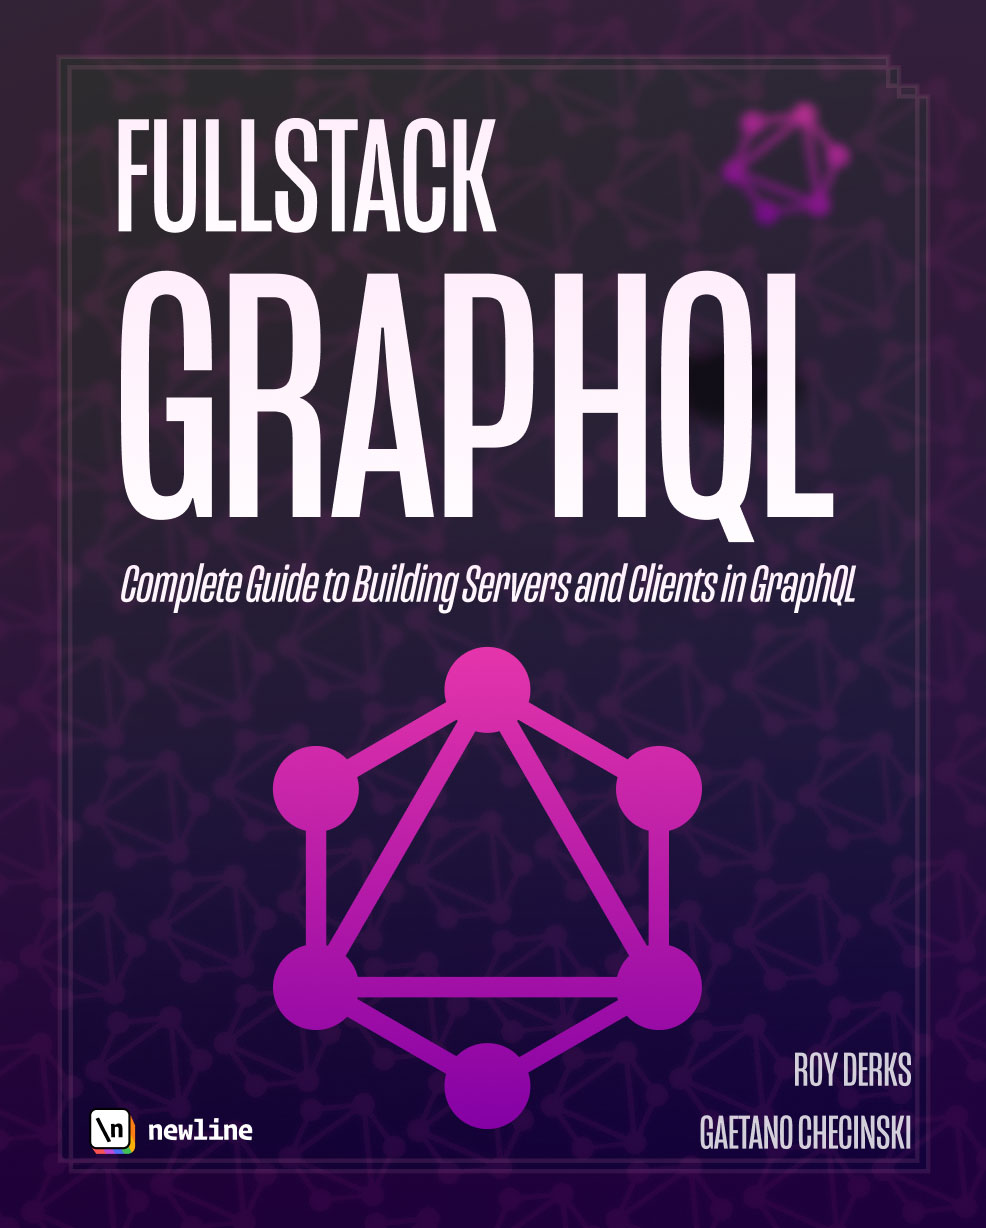 FULLSTACK
GRAPHQL
Complete Guide to Building Servers and Clients in GraphQL
ROY DERKS
GAETANO CHECINSKI
\n newline